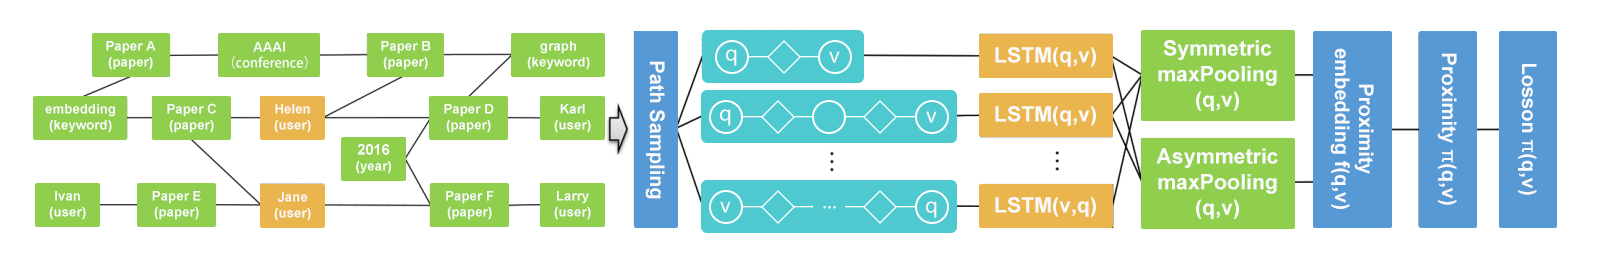 Paper A
(paper)
AAAI
(conference)
Paper B
(paper)
graph
(keyword)
embedding
(keyword)
Paper C
(paper)
Helen
(user)
Paper D
(paper)
Karl
(user)
2016
(year)
Ivan
(user)
Paper E
(paper)
Jane
(user)
Paper F
(paper)
Larry
(user)
Path Sampling
q v
q v
...
v ... q
LSTM(q,v)
LSTM(q,v)
...
LSTM(v,q)
Symmetric
maxPooling
(q,v)
Asymmetric
maxPooling
(q,v)
Proximity
embedding f(q,v)
Proximity π(q,v)
Losson π(q,v)